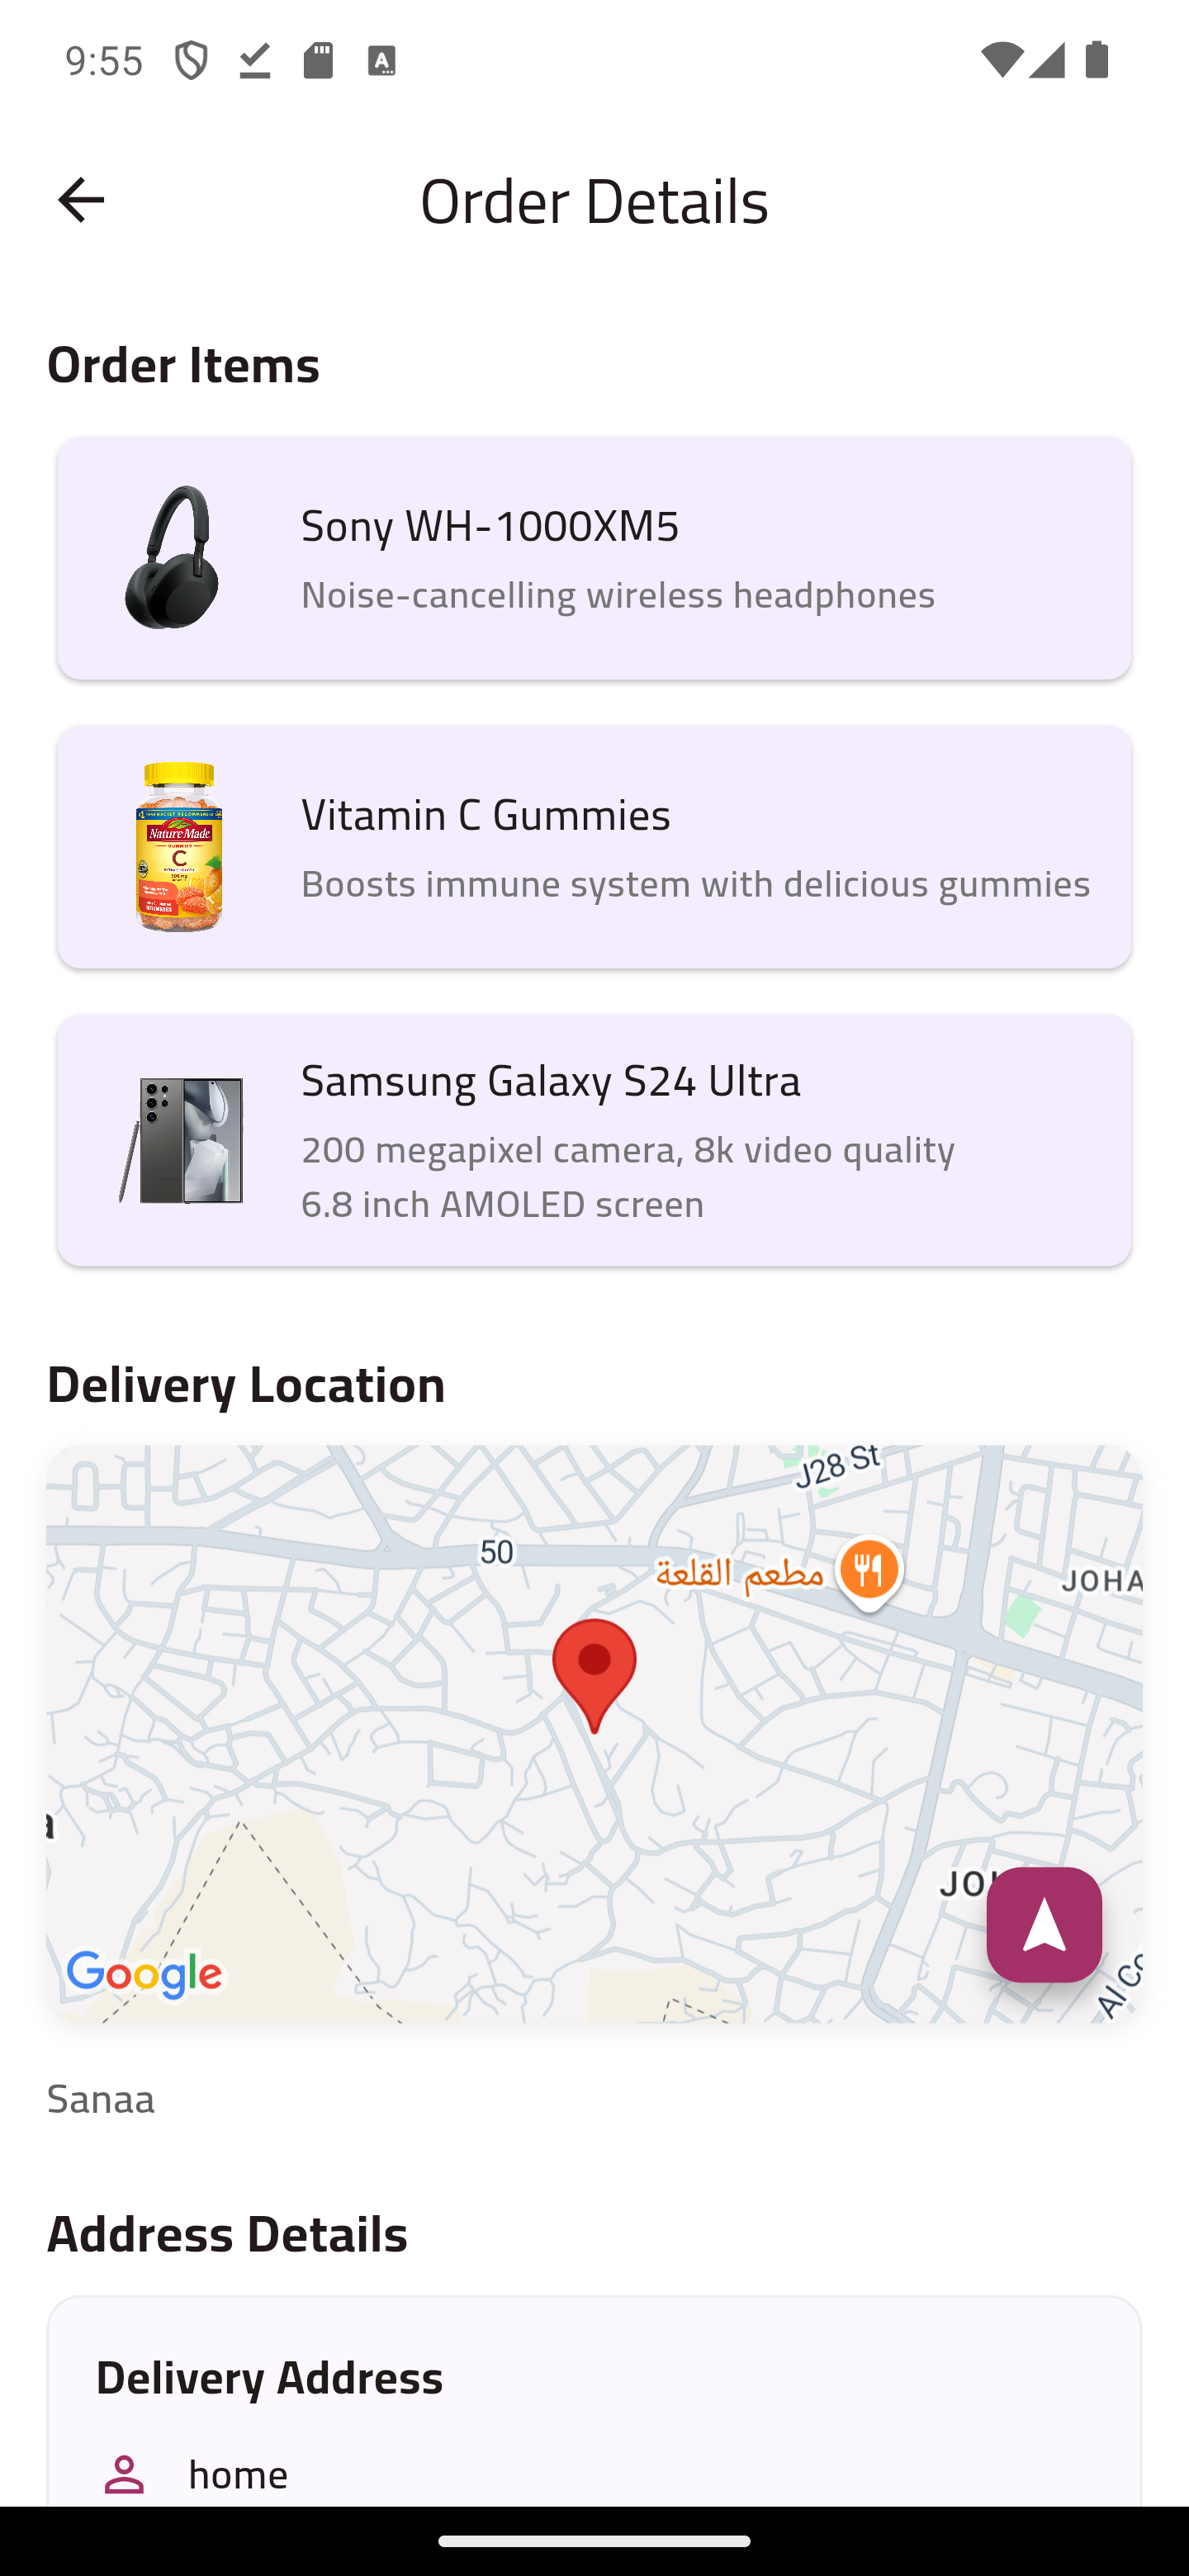 9:55
Order Details
Order Items
Sony WH-1000XM5
Noise-cancelling wireless headphones
Nature Made
C
Vitamin C Gummies
Boosts immune system with delicious gummies
Samsung Galaxy S24 Ultra
200 megapixel camera, 8k video quality
6.8 inch AMOLED screen
Delivery Location
J28 St
50
مطعم القلعة
JOHA
Google
Sanaa
Address Details
Delivery Address
home